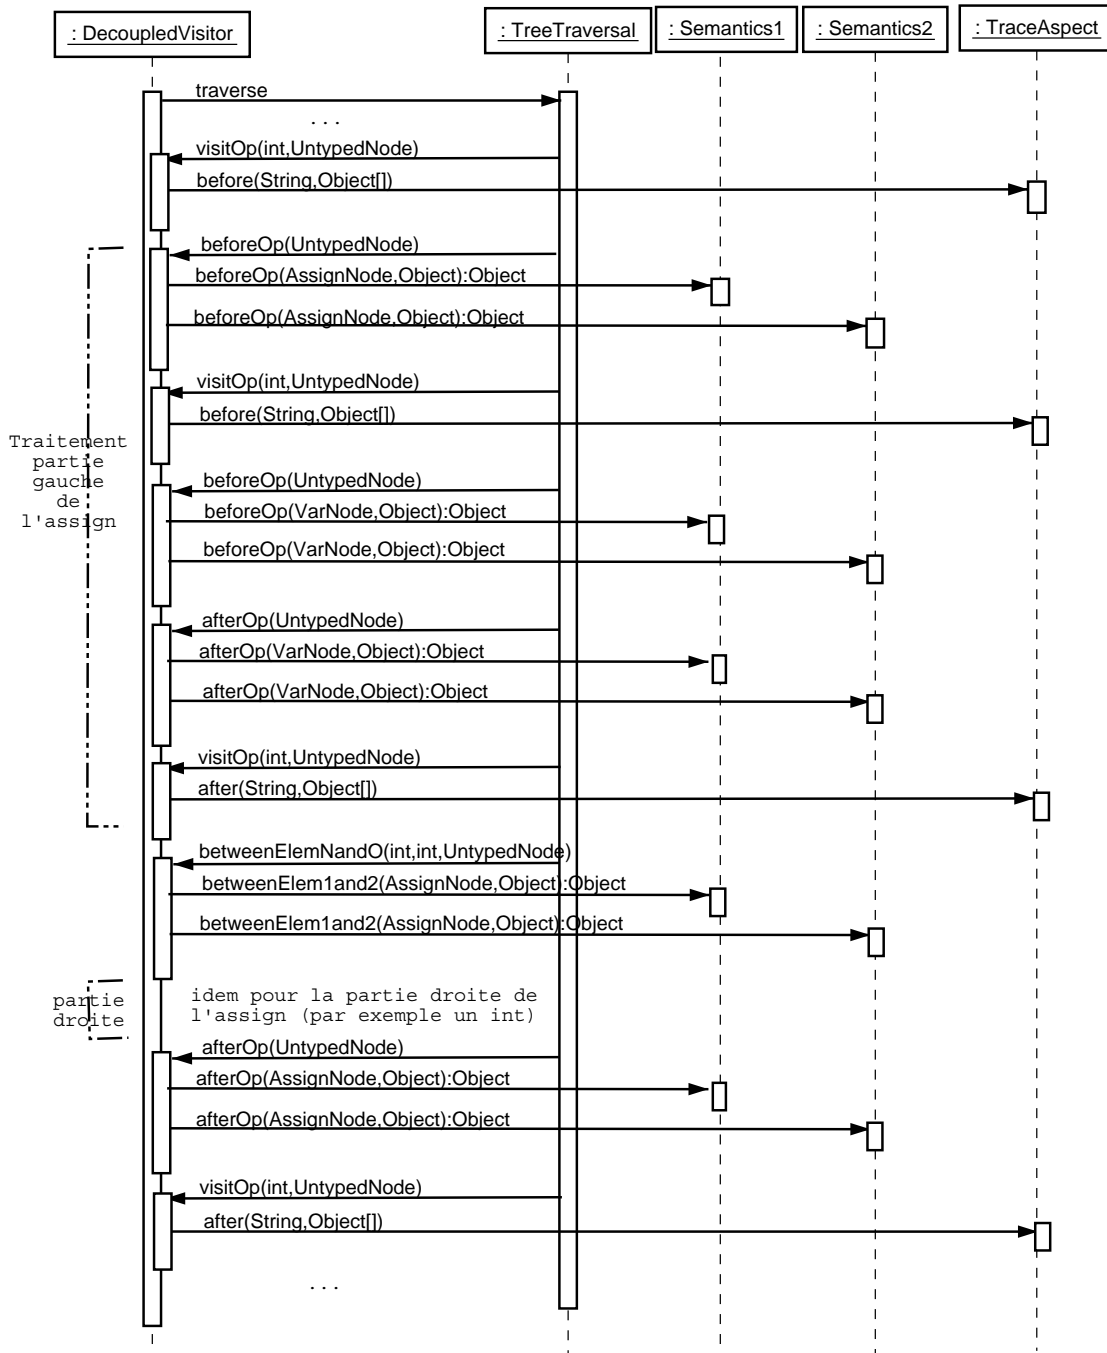 : DecoupledVisitor
: TreeTraversal
: Semantics1
: Semantics2
: TraceAspect
traverse
...
visitOp(int,UntypedNode)
before(String,Object[])
beforeOp(UntypedNode)
beforeOp(AssignNode,Object):Object
beforeOp(AssignNode,Object):Object
visitOp(int,UntypedNode)
before(String,Object[])
Traitement
partie
gauche
de
l'assign
beforeOp(UntypedNode)
beforeOp(VarNode,Object):Object
beforeOp(VarNode,Object):Object
afterOp(UntypedNode)
afterOp(VarNode,Object):Object
afterOp(VarNode,Object):Object
visitOp(int,UntypedNode)
after(String,Object[])
betweenElemNandO(int,int,UntypedNode)
betweenElem1and2(AssignNode,Object):Object
betweenElem1and2(AssignNode,Object):Object
partie
droite
idem pour la partie droite de
l'assign (par exemple un int)
afterOp(UntypedNode)
afterOp(AssignNode,Object):Object
afterOp(AssignNode,Object):Object
visitOp(int,UntypedNode)
after(String,Object[])
...